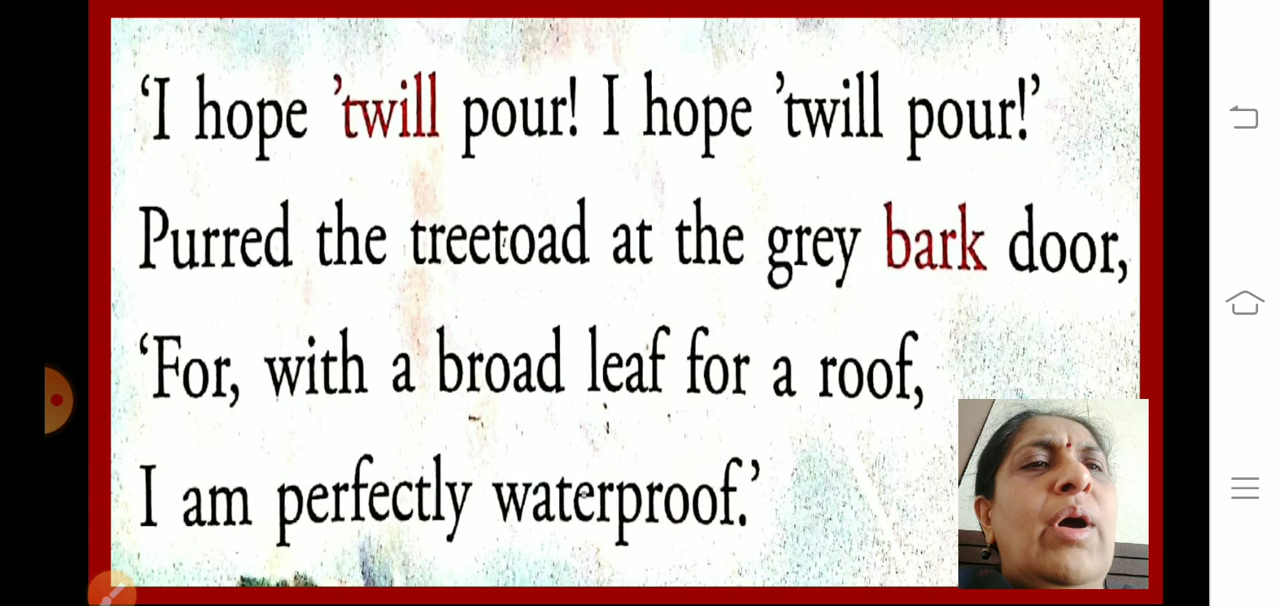 ‘I hope ’twill pour! I hope ’twill pour!’
Purred the treetoad at the grey bark door,
‘For, with a broad leaf for a roof,
I am perfectly waterproof.’